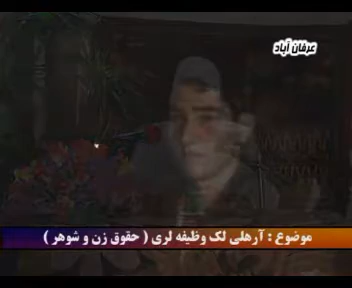 عرفان آباد
موضوع : آرهلی لک وظیفه لری ( حقوق زن و شوهر )